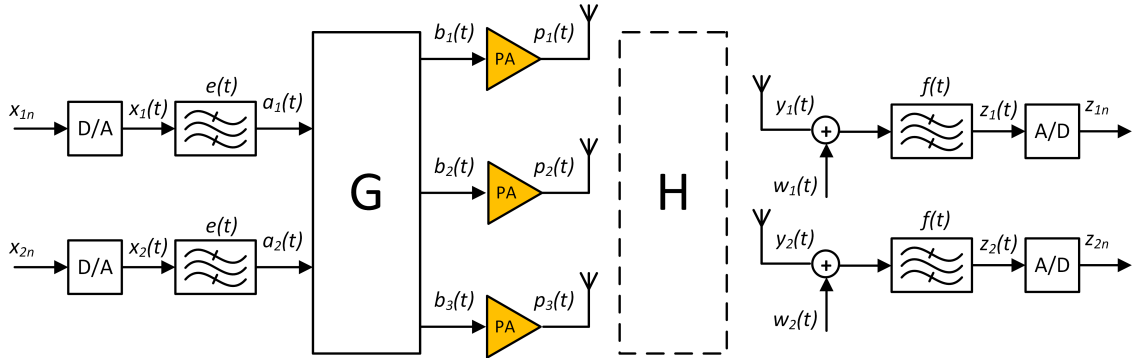 b₁(t) p₁(t)
PA
e(t) f(t)
x₁ₙ x₁(t) a₁(t) y₁(t) z₁(t) z₁ₙ
D/A + A/D
w₁(t)
b₂(t) p₂(t)
G PA H
e(t) f(t)
x₂ₙ x₂(t) a₂(t) y₂(t) z₂(t) z₂ₙ
D/A + A/D
b₃(t) p₃(t)
w₂(t)
PA